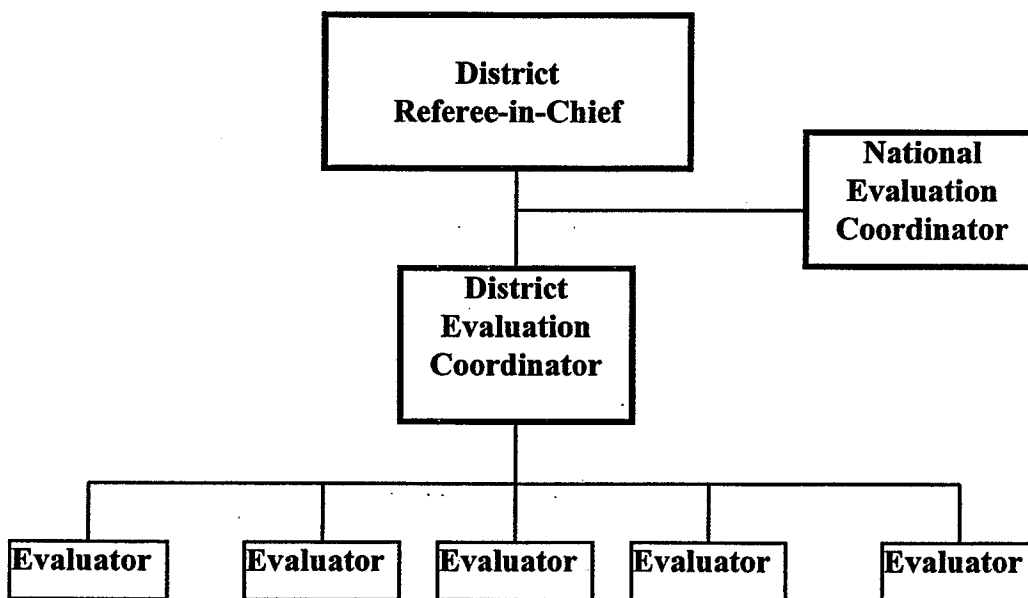 District
Referee-in-Chief
National
Evaluation
Coordinator
District
Evaluation
Coordinator
Evaluator
Evaluator
Evaluator
Evaluator
Evaluator